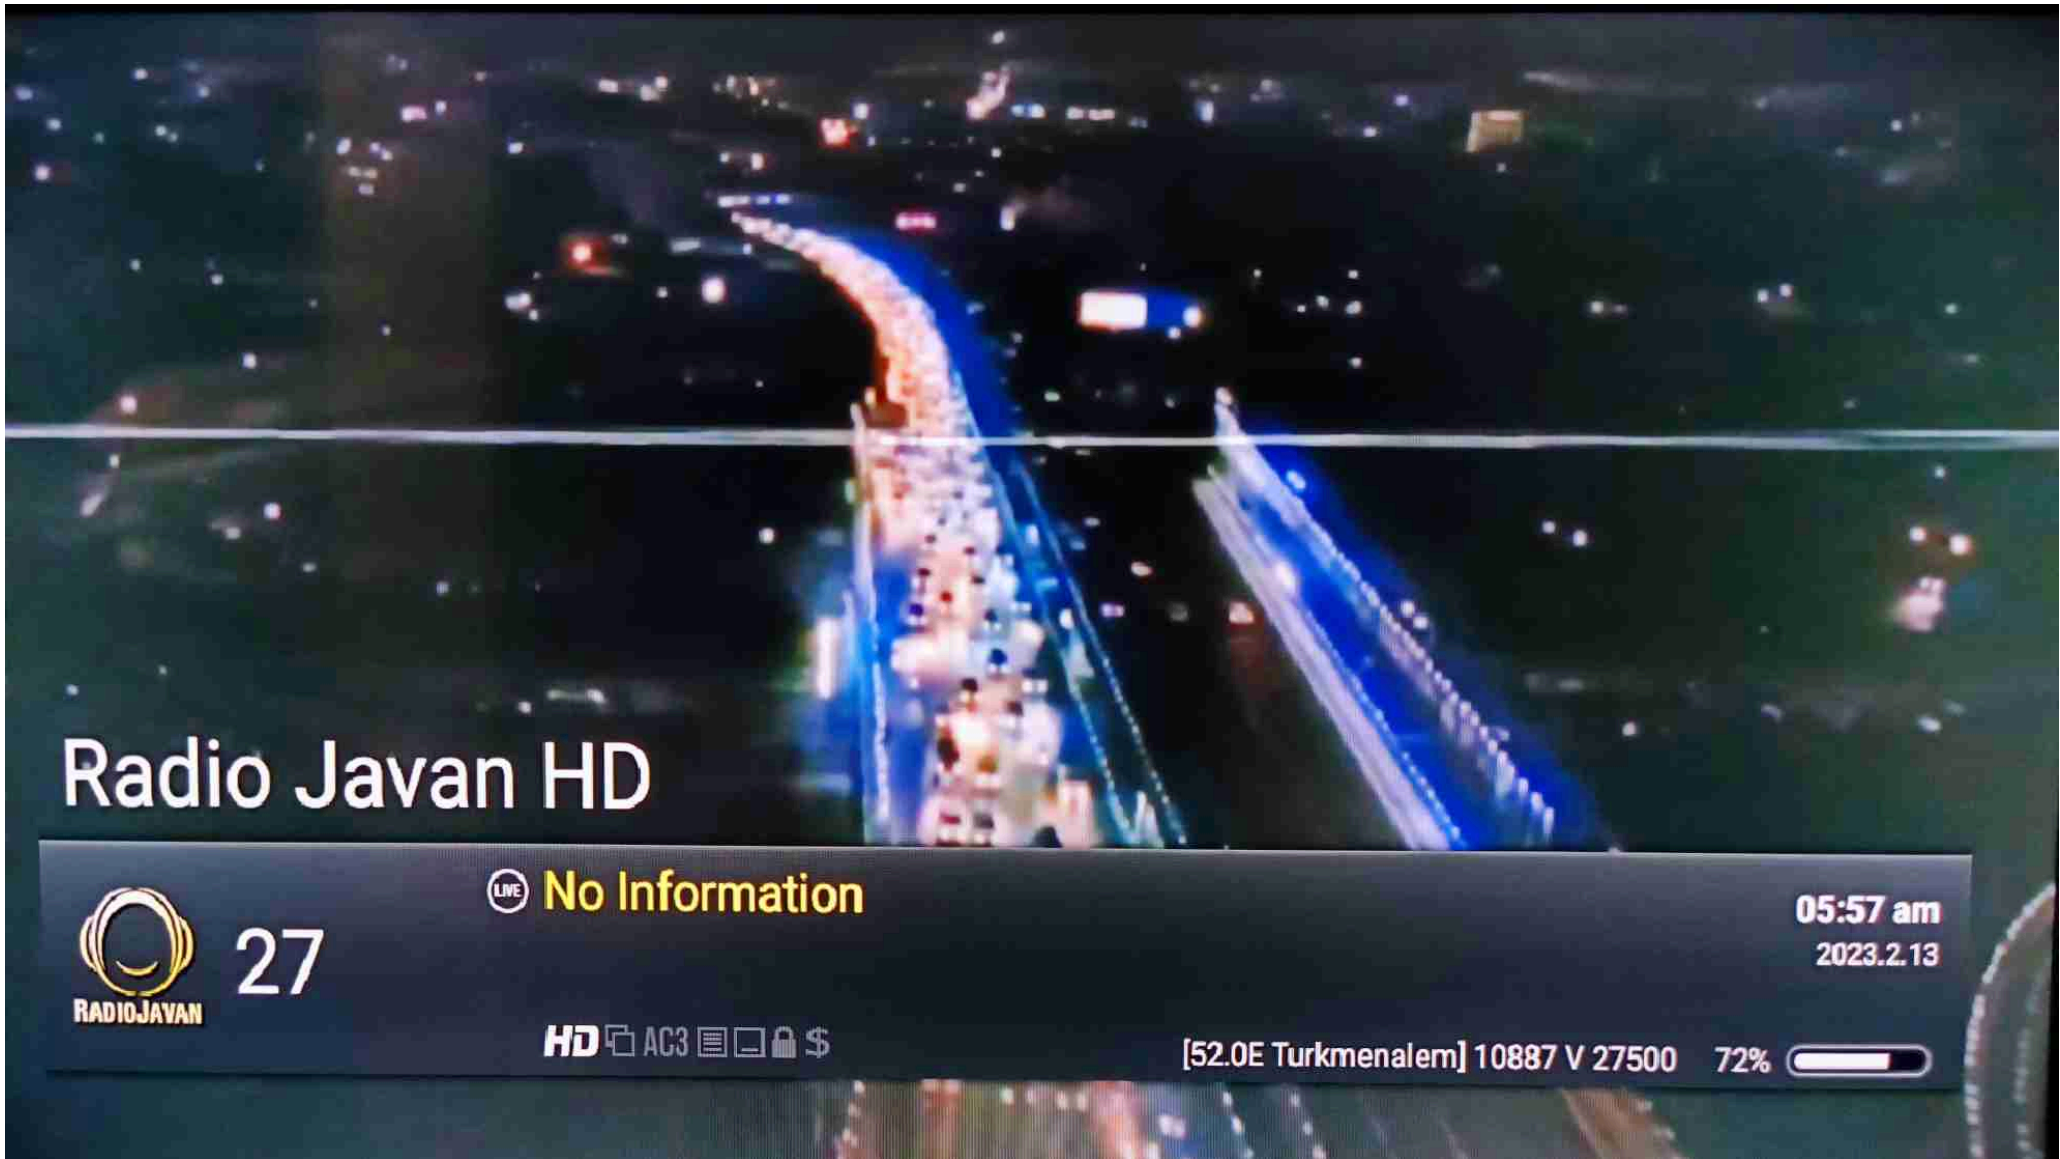 Radio Javan HD
LIVE No Information
05:57 am
2023.2.13
27
RADIOJAVAN
HD AC3 $
[52.0E Turkmenalem] 10887 V 27500 72%